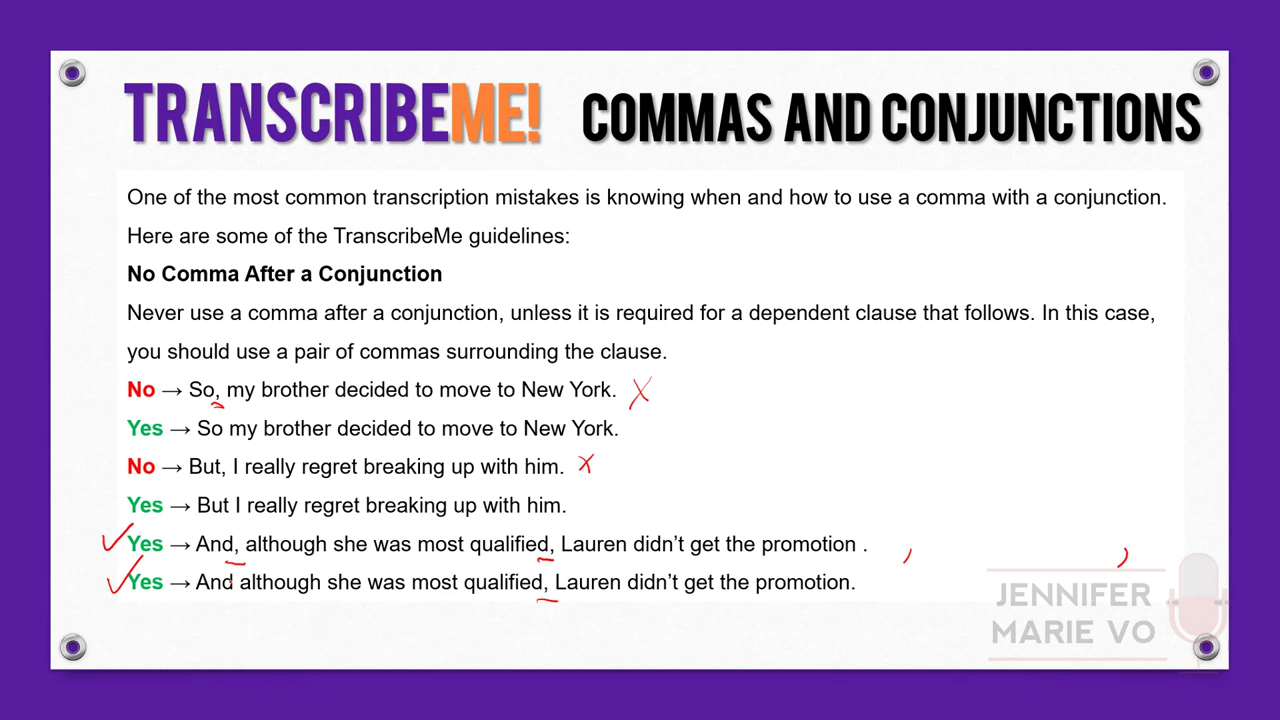 TRANSCRIBEME! COMMAS AND CONJUNCTIONS
One of the most common transcription mistakes is knowing when and how to use a comma with a conjunction.
Here are some of the TranscribeMe guidelines:
No Comma After a Conjunction
Never use a comma after a conjunction, unless it is required for a dependent clause that follows. In this case,
you should use a pair of commas surrounding the clause.
No → So, my brother decided to move to New York. X
Yes → So my brother decided to move to New York.
No → But, I really regret breaking up with him. X
Yes → But I really regret breaking up with him.
✓ Yes → And, although she was most qualified, Lauren didn’t get the promotion . , ,
✓ Yes → And although she was most qualified, Lauren didn’t get the promotion.
JENNIFER
MARIE VO